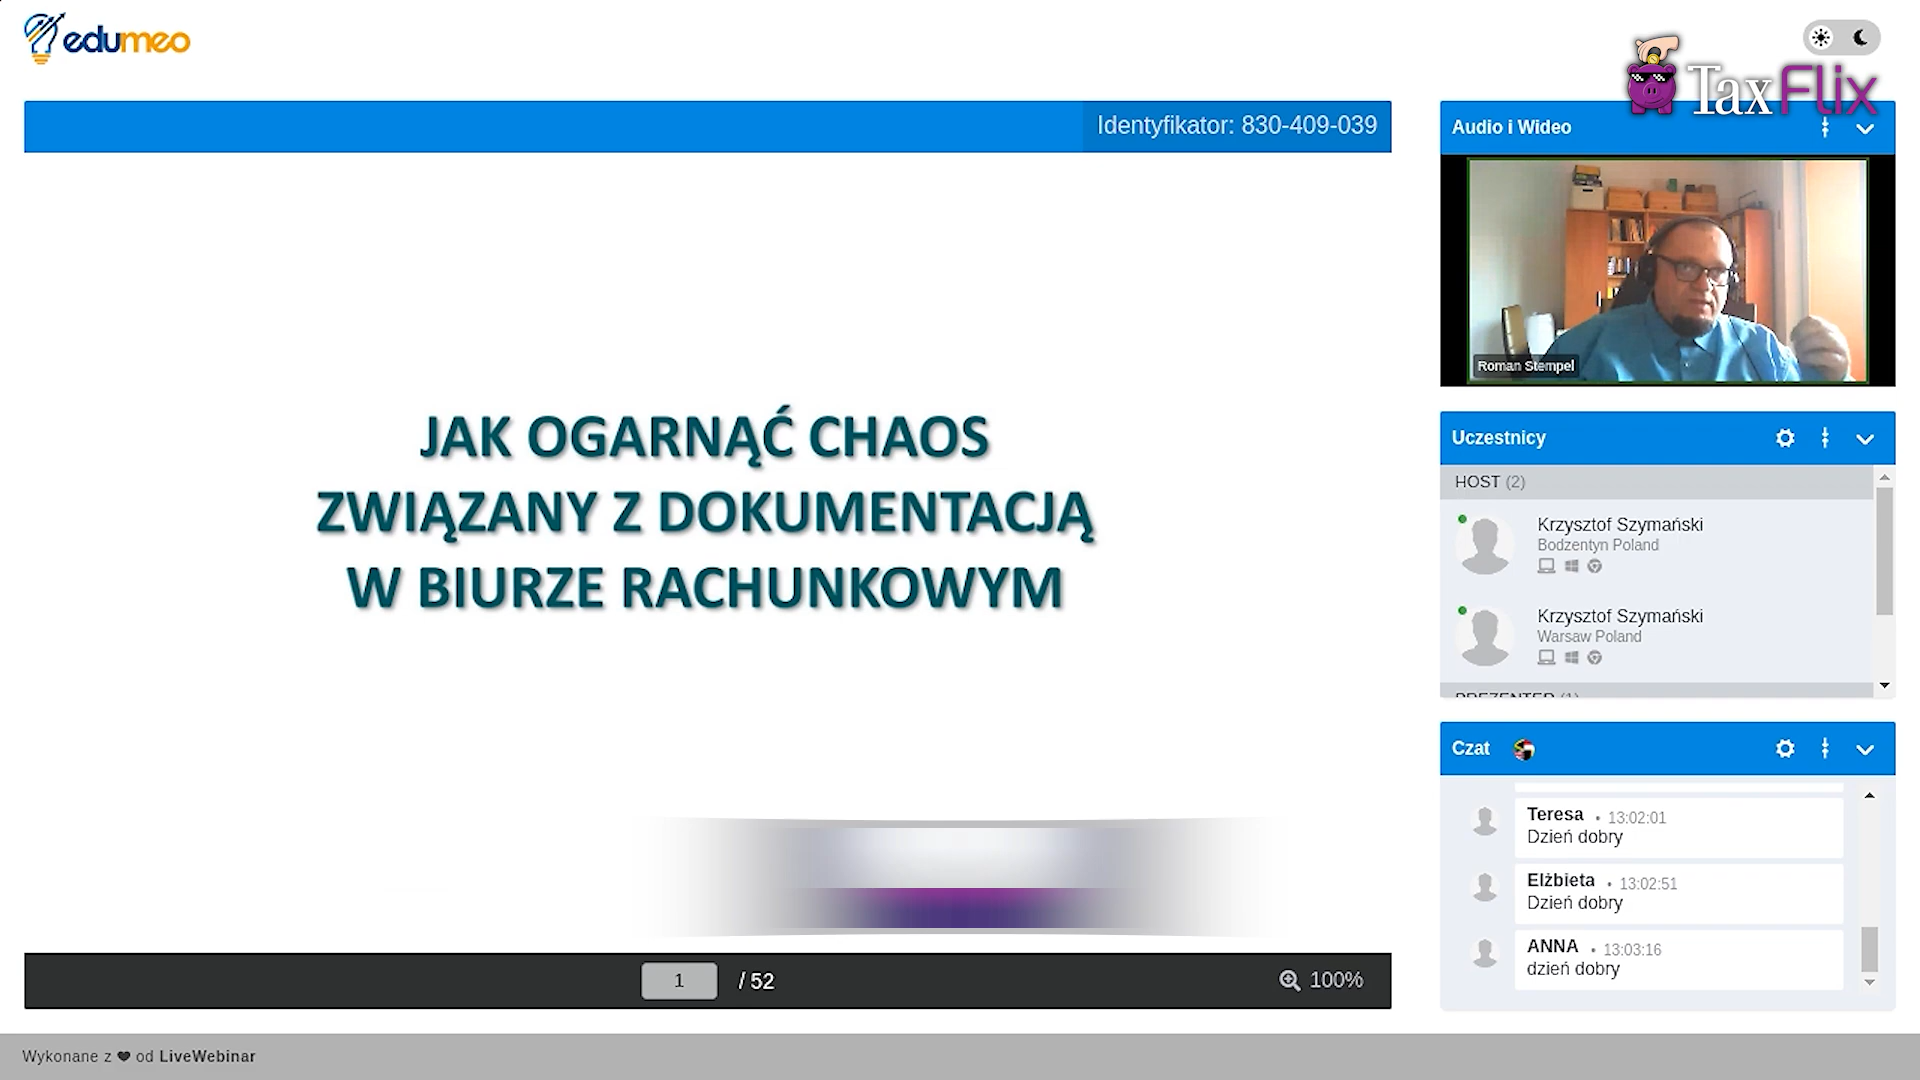 edumeo
TaxFlix
Identyfikator: 830-409-039
JAK OGARNĄĆ CHAOS
ZWIĄZANY Z DOKUMENTACJĄ
W BIURZE RACHUNKOWYM
1 / 52
100%
Audio i Wideo
Roman Stempel
Uczestnicy
HOST (2)
Krzysztof Szymański
Bodzentyn Poland
Krzysztof Szymański
Warsaw Poland
PREZENTER (1)
Czat
Teresa • 13:02:01
Dzień dobry
Elżbieta • 13:02:51
Dzień dobry
ANNA • 13:03:16
dzień dobry
Wykonane z ❤ od LiveWebinar